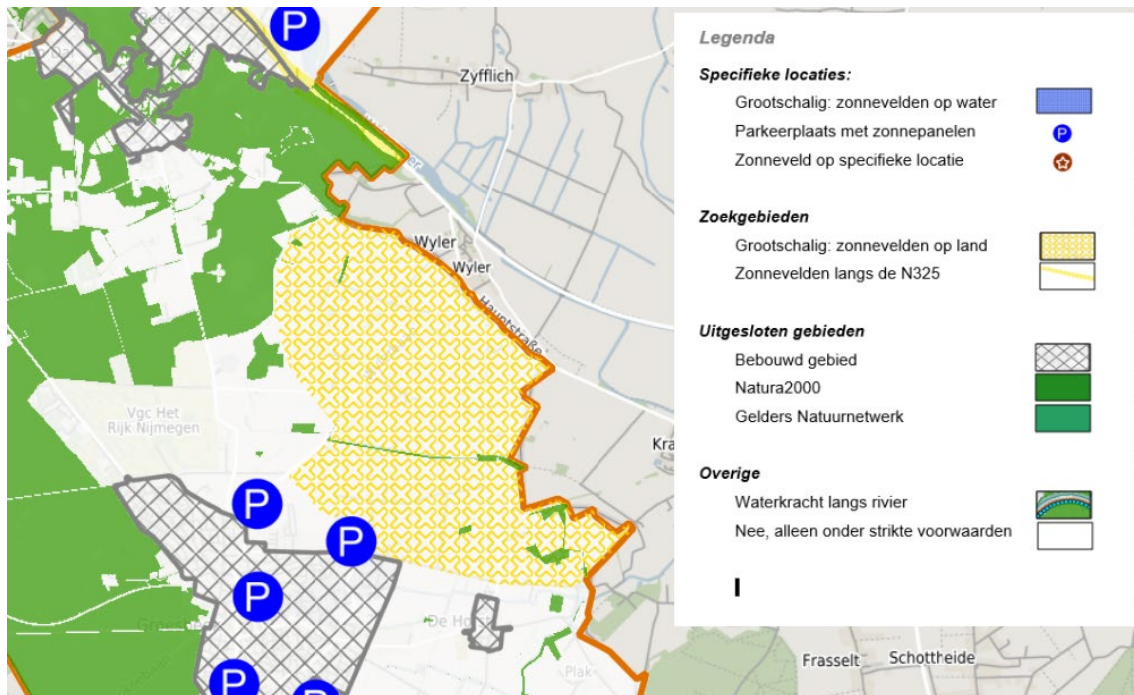 P
Zyfflich
Wyler
Wyler
Hauptstraße
Vgc Het
Rijk Nijmegen
Kra
P
P
P
De Horst
Groesbeek
Plak
P
P
Frasselt
Schottheide
Legenda
Specifieke locaties:
Grootschalig: zonnevelden op water
Parkeerplaats met zonnepanelen
P
Zonneveld op specifieke locatie
Zoekgebieden
Grootschalig: zonnevelden op land
Zonnevelden langs de N325
Uitgesloten gebieden
Bebouwd gebied
Natura2000
Gelders Natuurnetwerk
Overige
Waterkracht langs rivier
Nee, alleen onder strikte voorwaarden
I